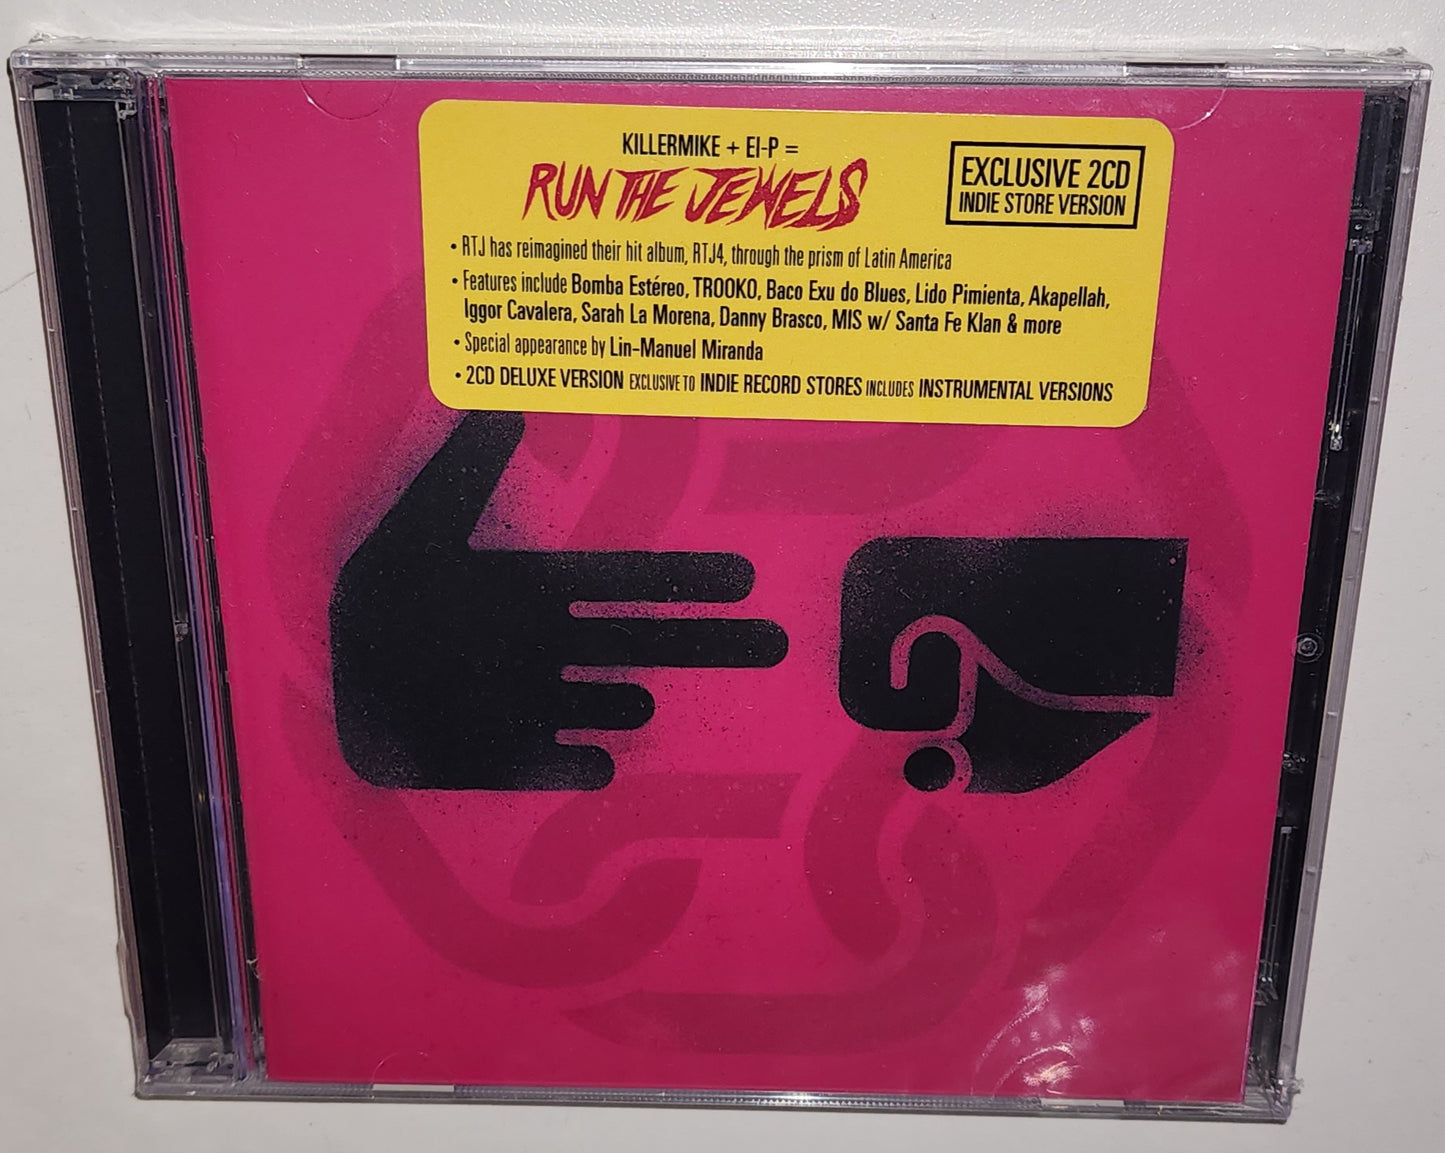 KILLERMIKE + El-P =
RUN THE JEWELS
EXCLUSIVE 2CD
INDIE STORE VERSION
• RTJ has reimagined their hit album, RTJ4, through the prism of Latin America
• Features include Bomba Estéreo, TROOKO, Baco Exu do Blues, Lido Pimienta, Akapellah,
Iggor Cavalera, Sarah La Morena, Danny Brasco, MIS w/ Santa Fe Klan & more
• Special appearance by Lin-Manuel Miranda
• 2CD DELUXE VERSION EXCLUSIVE TO INDIE RECORD STORES INCLUDES INSTRUMENTAL VERSIONS